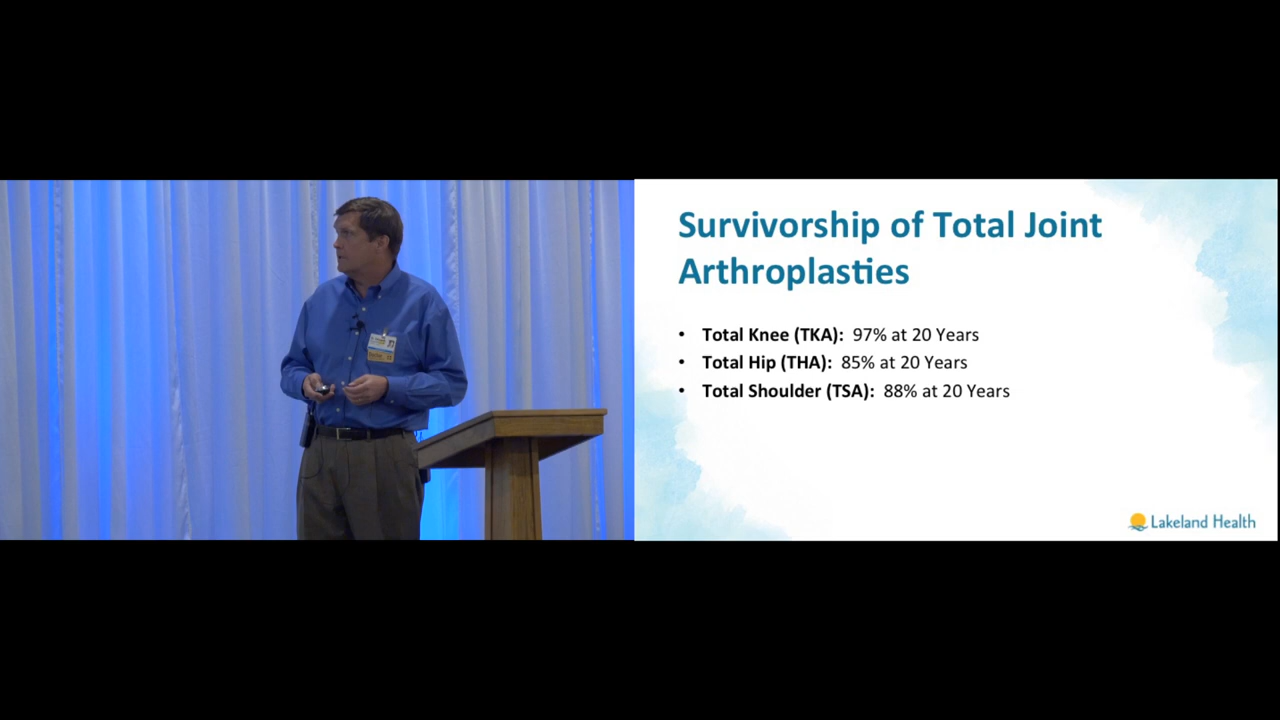 Survivorship of Total Joint
Arthroplasties
• Total Knee (TKA): 97% at 20 Years
• Total Hip (THA): 85% at 20 Years
• Total Shoulder (TSA): 88% at 20 Years
Lakeland Health